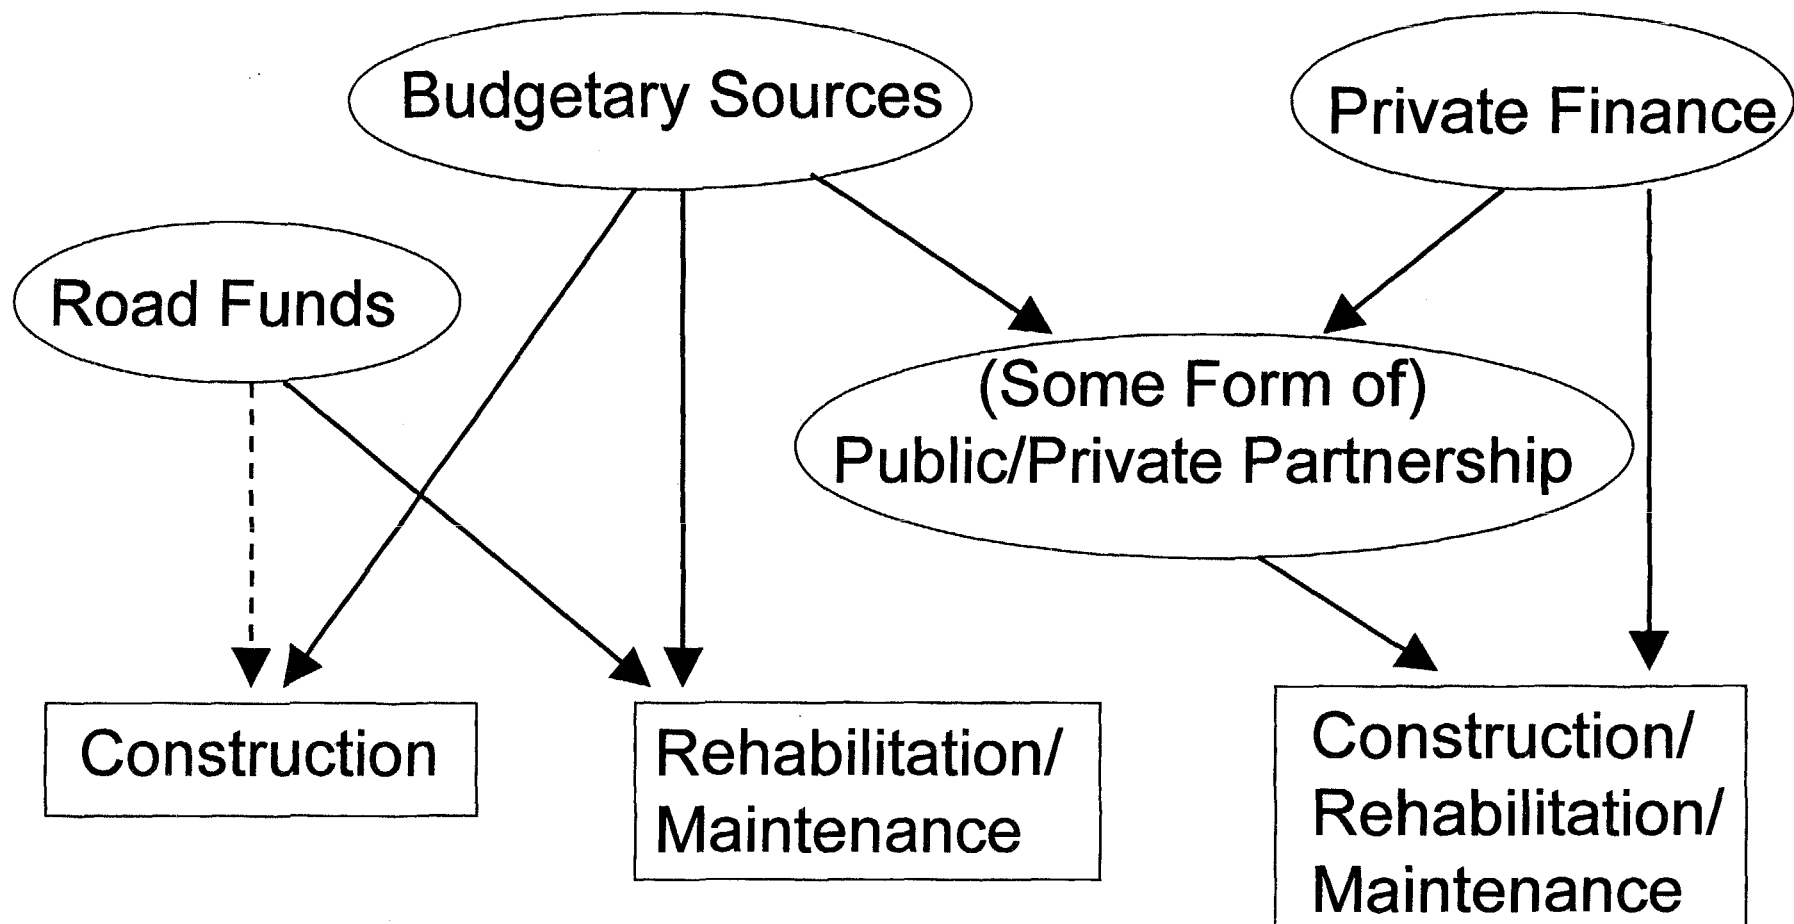 Budgetary Sources
Private Finance
Road Funds
(Some Form of)
Public/Private Partnership
Construction
Rehabilitation/
Maintenance
Construction/
Rehabilitation/
Maintenance